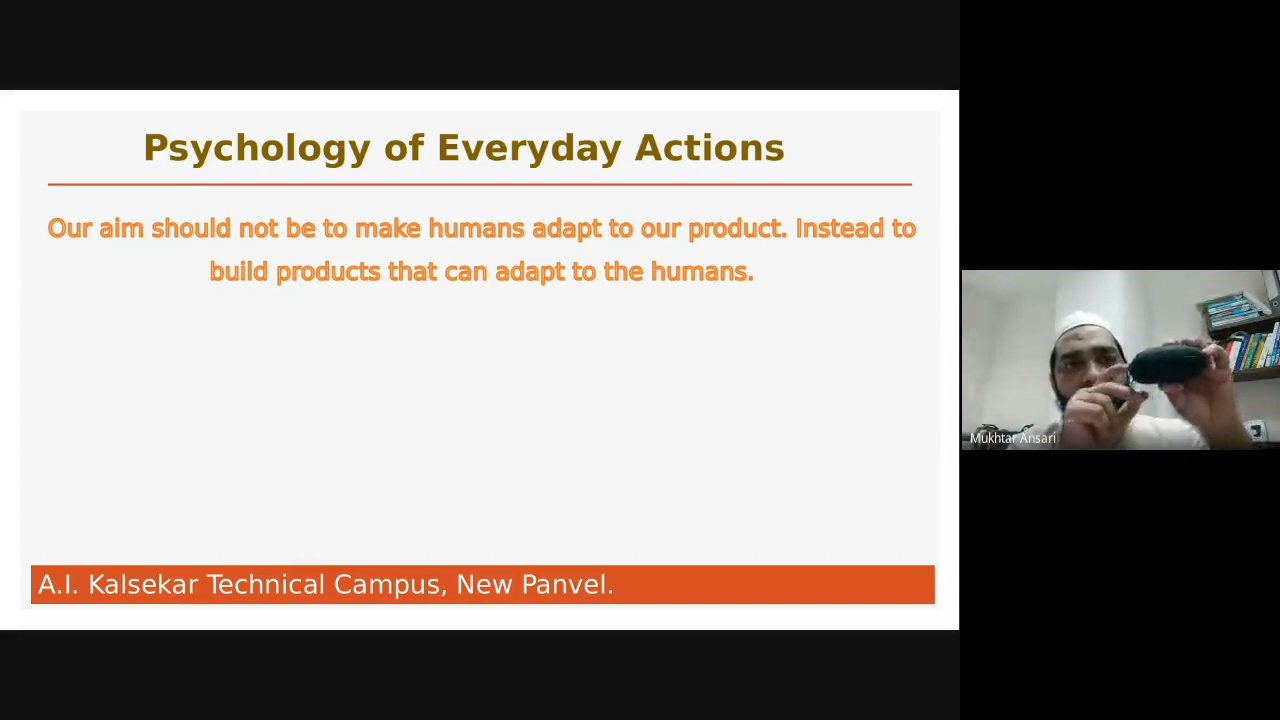 Psychology of Everyday Actions
Our aim should not be to make humans adapt to our product. Instead to
build products that can adapt to the humans.
A.I. Kalsekar Technical Campus, New Panvel.
Mukhtar Ansari